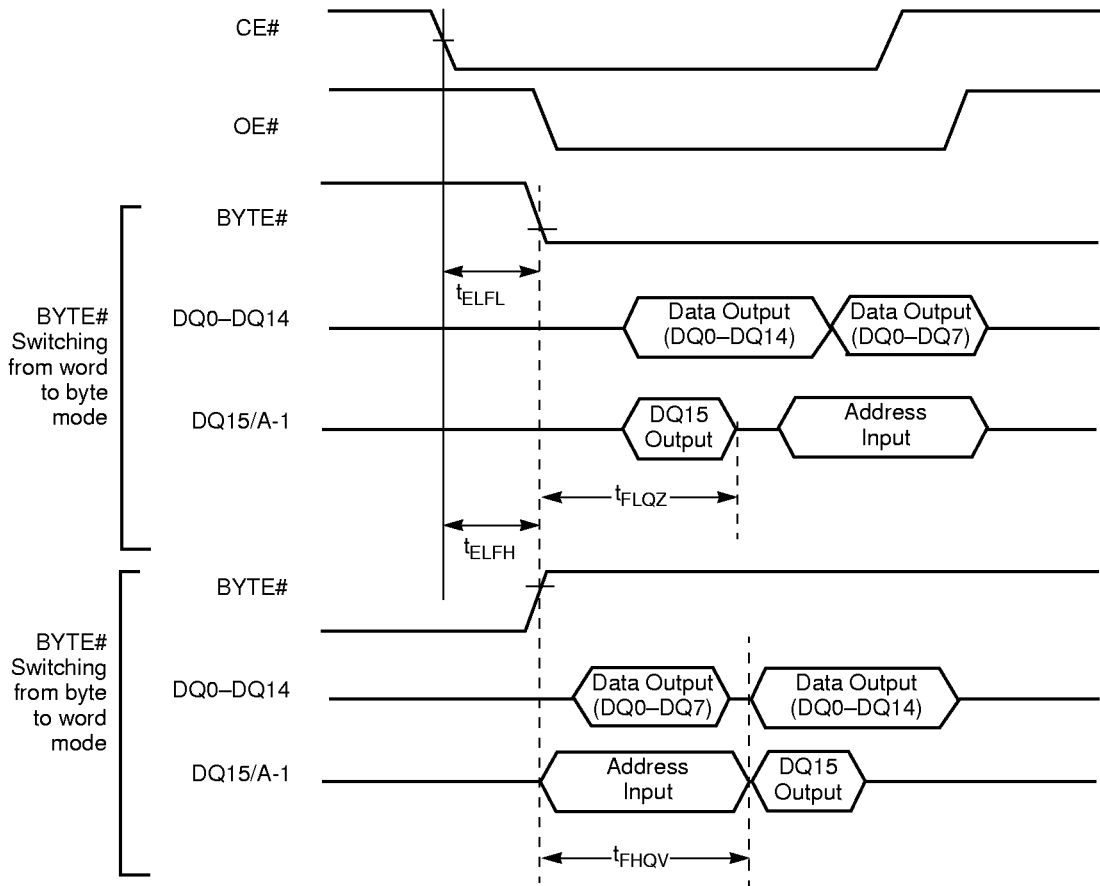 CE#
OE#
BYTE#
tELFL
BYTE#
Switching
from word
to byte
mode
DQ0–DQ14
Data Output
(DQ0–DQ14)
Data Output
(DQ0–DQ7)
DQ15/A-1
DQ15
Output
Address
Input
tFLQZ
tELFH
BYTE#
BYTE#
Switching
from byte
to word
mode
DQ0–DQ14
Data Output
(DQ0–DQ7)
Data Output
(DQ0–DQ14)
DQ15/A-1
Address
Input
DQ15
Output
tFHQV